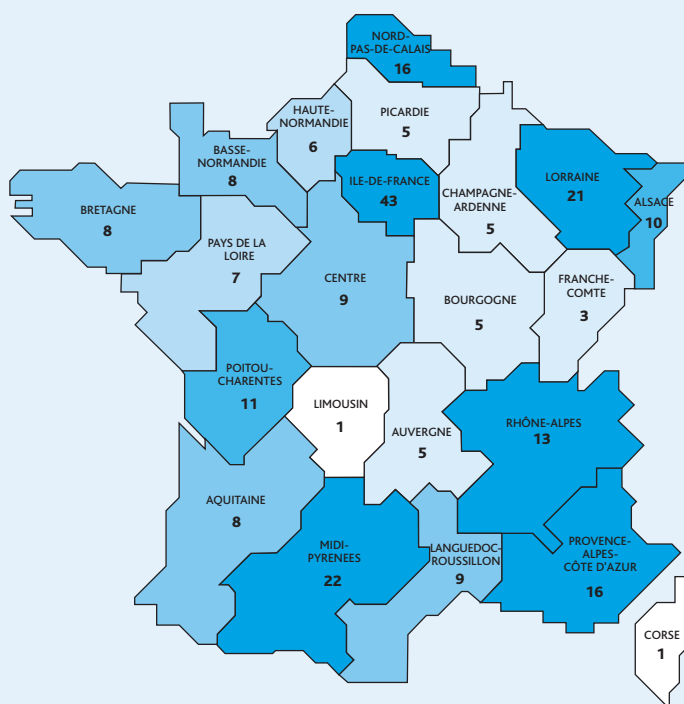 NORD-
PAS-DE-CALAIS
16
PICARDIE
5
HAUTE-
NORMANDIE
6
BASSE-
NORMANDIE
8
ILE-DE-FRANCE
43
CHAMPAGNE-
ARDENNE
5
LORRAINE
21
ALSACE
10
BRETAGNE
8
PAYS DE LA
LOIRE
7
CENTRE
9
BOURGOGNE
5
FRANCHE-
COMTE
3
POITOU-
CHARENTES
11
LIMOUSIN
1
AUVERGNE
5
RHÔNE-ALPES
13
AQUITAINE
8
MIDI-
PYRENEES
22
LANGUEDOC-
ROUSSILLON
9
PROVENCE-
ALPES-
CÔTE D'AZUR
16
CORSE
1